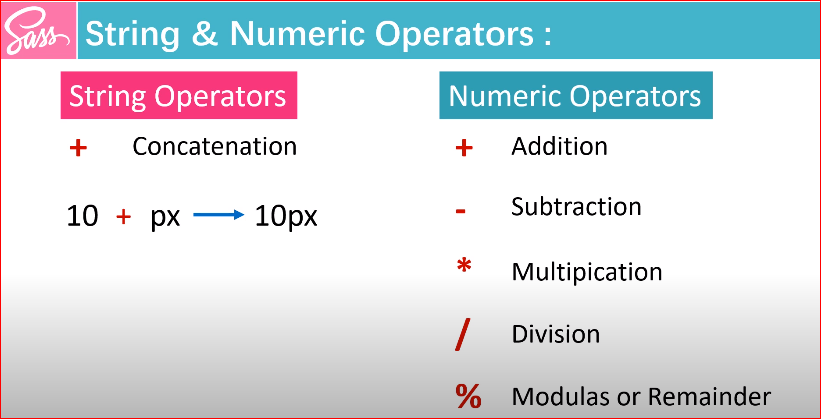 Sass
String & Numeric Operators :
String Operators
+ Concatenation
10 + px → 10px
Numeric Operators
+ Addition
- Subtraction
* Multipication
/ Division
% Modulas or Remainder